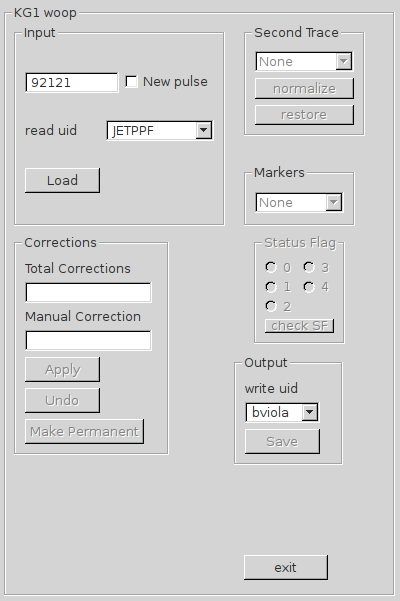 KG1 woop
Input
92121
New pulse
read uid
JETPPF
Load
Second Trace
None
normalize
restore
Markers
None
Corrections
Total Corrections
Manual Correction
Apply
Undo
Make Permanent
Status Flag
0 3
1 4
2
check SF
Output
write uid
bviola
Save
exit